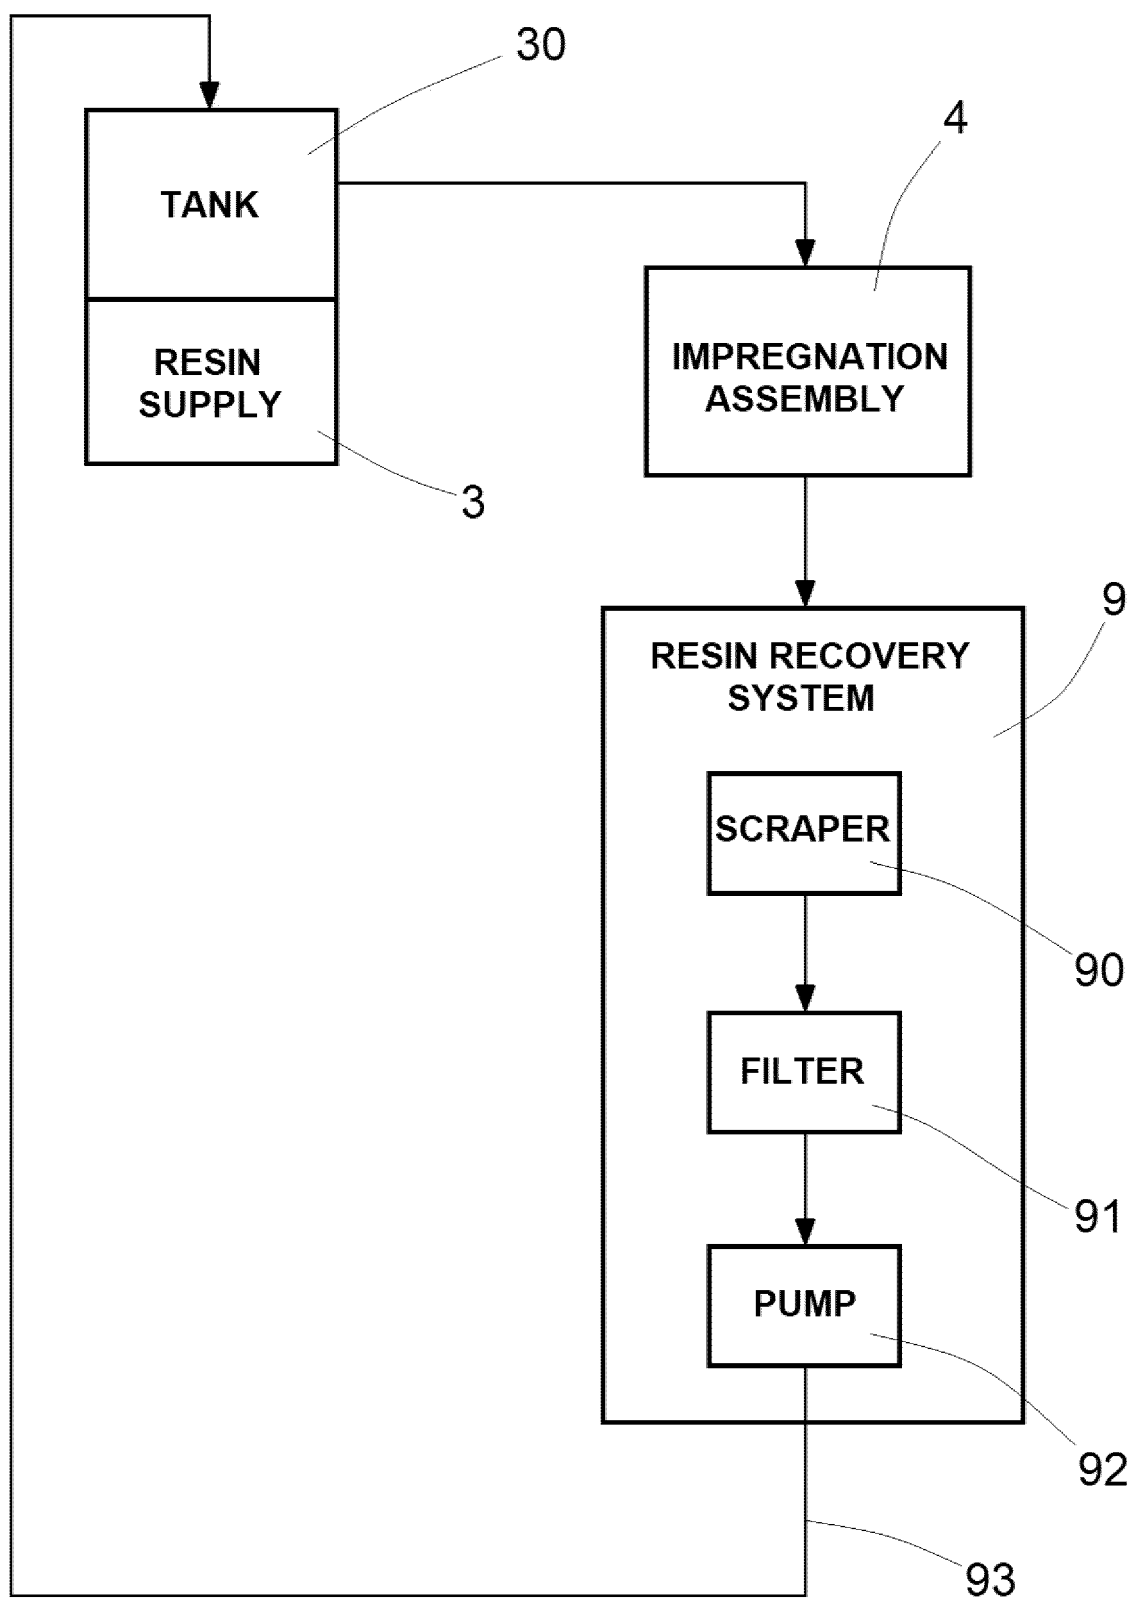 30
4
TANK
IMPREGNATION
ASSEMBLY
RESIN
SUPPLY
3
9
RESIN RECOVERY
SYSTEM
SCRAPER
90
FILTER
91
PUMP
92
93